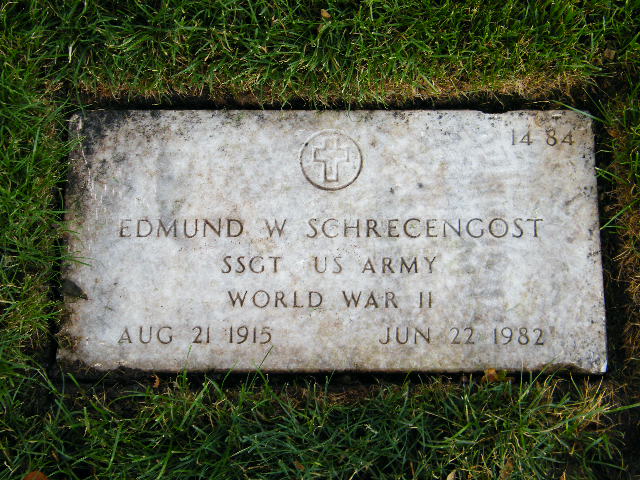 14 84
EDMUND W SCHRECENGOST
SSGT US ARMY
WORLD WAR II
AUG 21 1915 JUN 22 1982